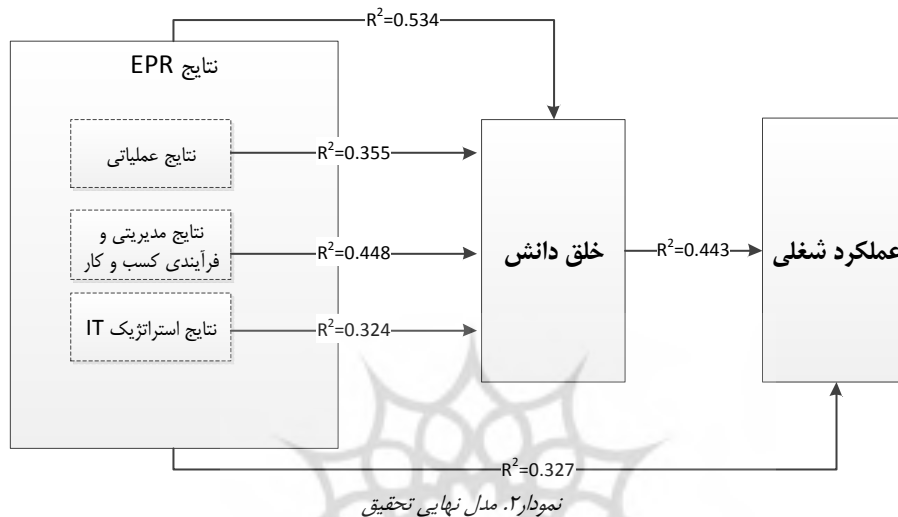 R²=0.534
نتایج EPR
نتایج عملیاتی
R²=0.355
نتایج مدیریتی و
فرآیندی کسب و کار
R²=0.448
نتایج استراتژیک IT
R²=0.324
خلق دانش
R²=0.443
عملکرد شغلی
R²=0.327
نمودار۲. مدل نهایی تحقیق